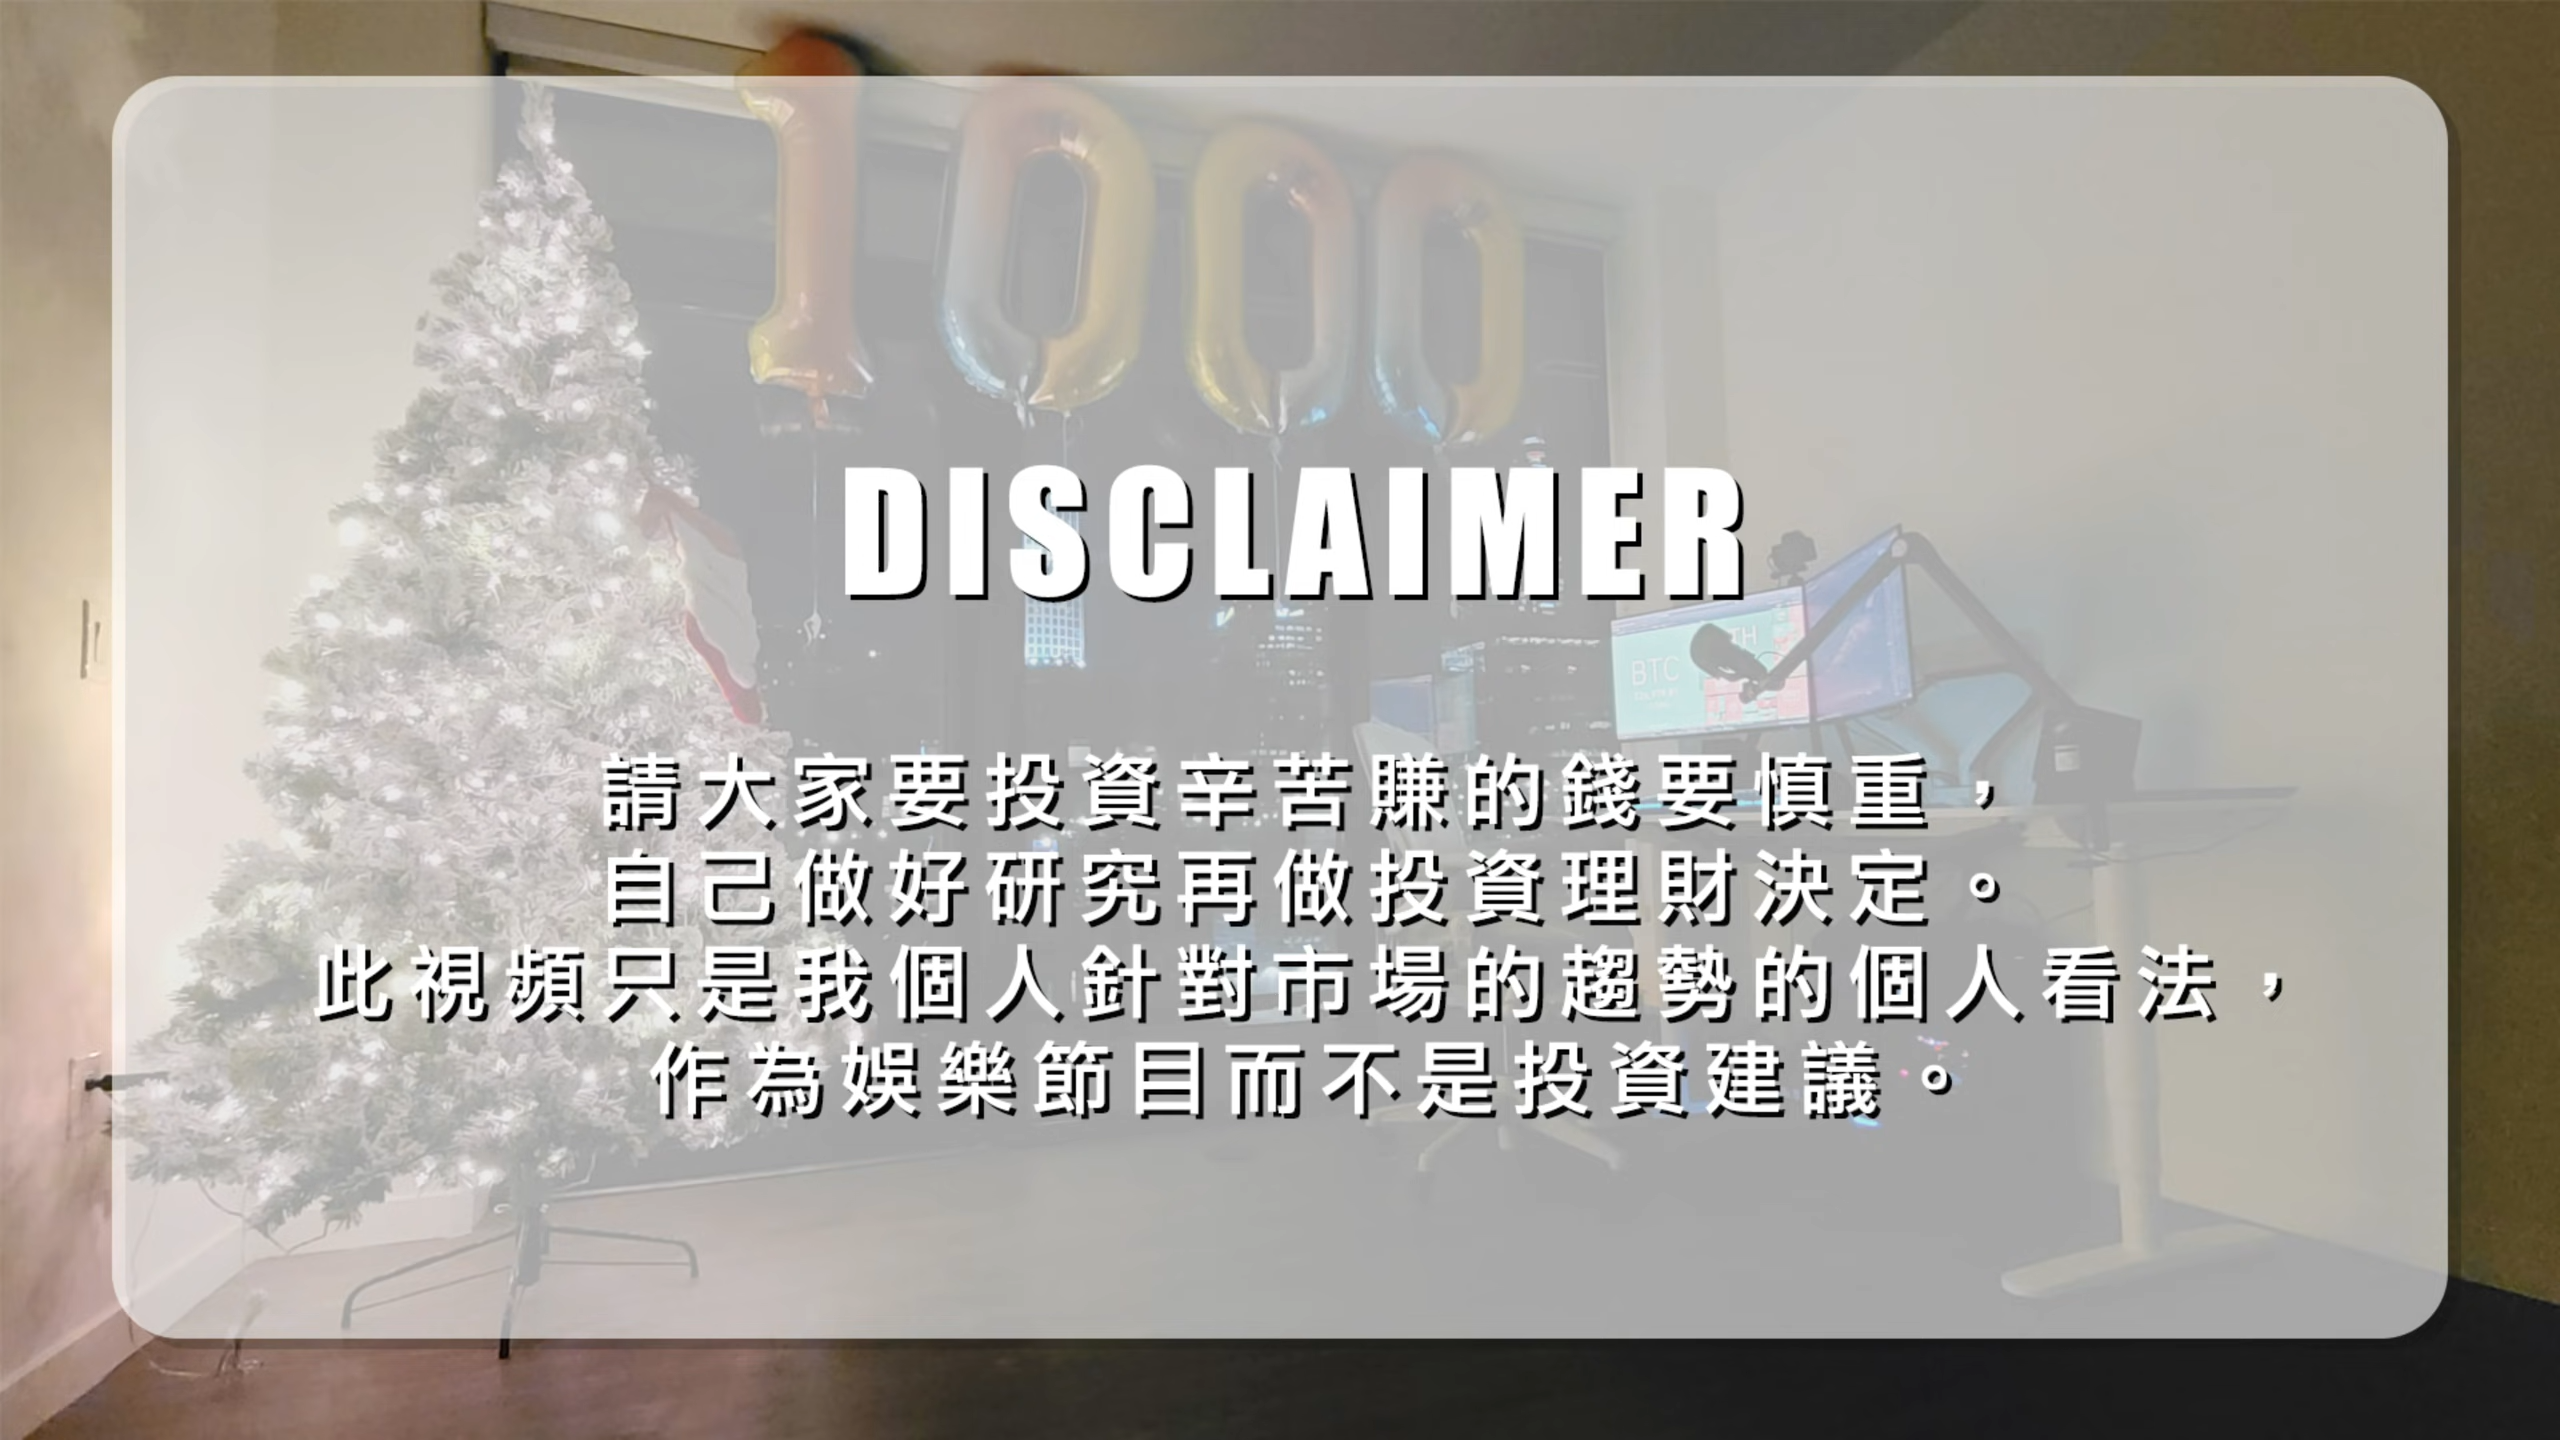 1000
DISCLAIMER
BTC
TH
請大家要投資辛苦賺的錢要慎重，
自己做好研究再做投資理財決定。
此視頻只是我個人針對市場的趨勢的個人看法，
作為娛樂節目而不是投資建議。